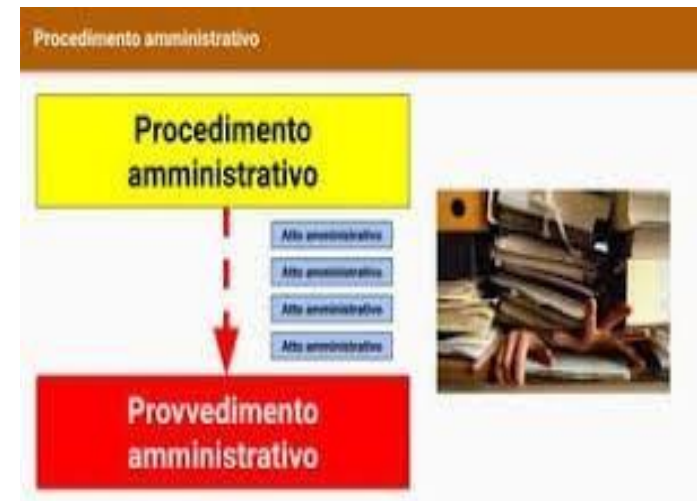 Procedimento amministrativo
Procedimento
amministrativo
Atto amministrativo
Atto amministrativo
Atto amministrativo
Atto amministrativo
Provvedimento
amministrativo